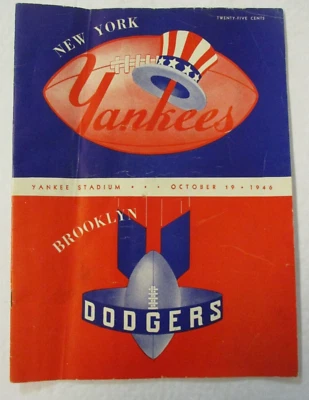 TWENTY-FIVE CENTS
NEW YORK
Yankees
YANKEE STADIUM • • • OCTOBER 19 • 1946
BROOKLYN
DODGERS